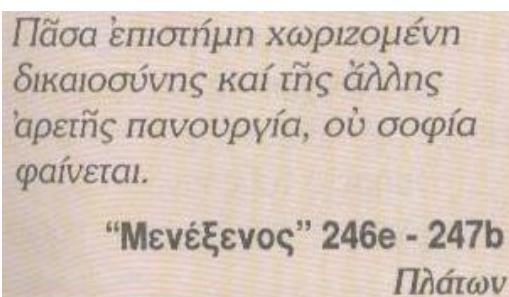 Πᾶσα ἐπιστήμη χωριζομένη
δικαιοσύνης καί τῆς ἄλλης
ἀρετῆς πανουργία, οὐ σοφία
φαίνεται.
“Μενέξενος” 246e - 247b
Πλάτων